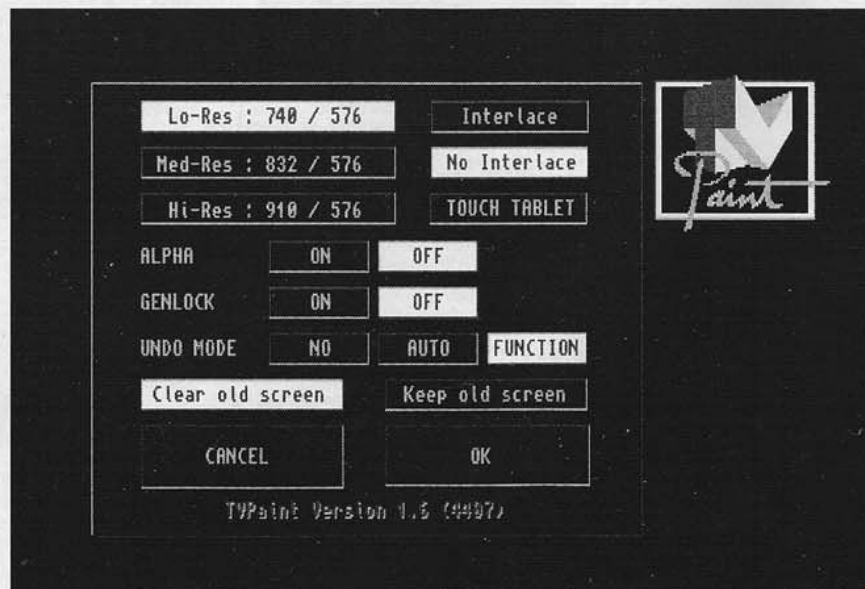 Lo-Res : 740 / 576 Interlace
Med-Res : 832 / 576 No Interlace
Hi-Res : 910 / 576 TOUCH TABLET
Paint
ALPHA ON OFF
GENLOCK ON OFF
UNDO MODE NO AUTO FUNCTION
Clear old screen Keep old screen
CANCEL OK
TVPaint Version 1.6 (4407)